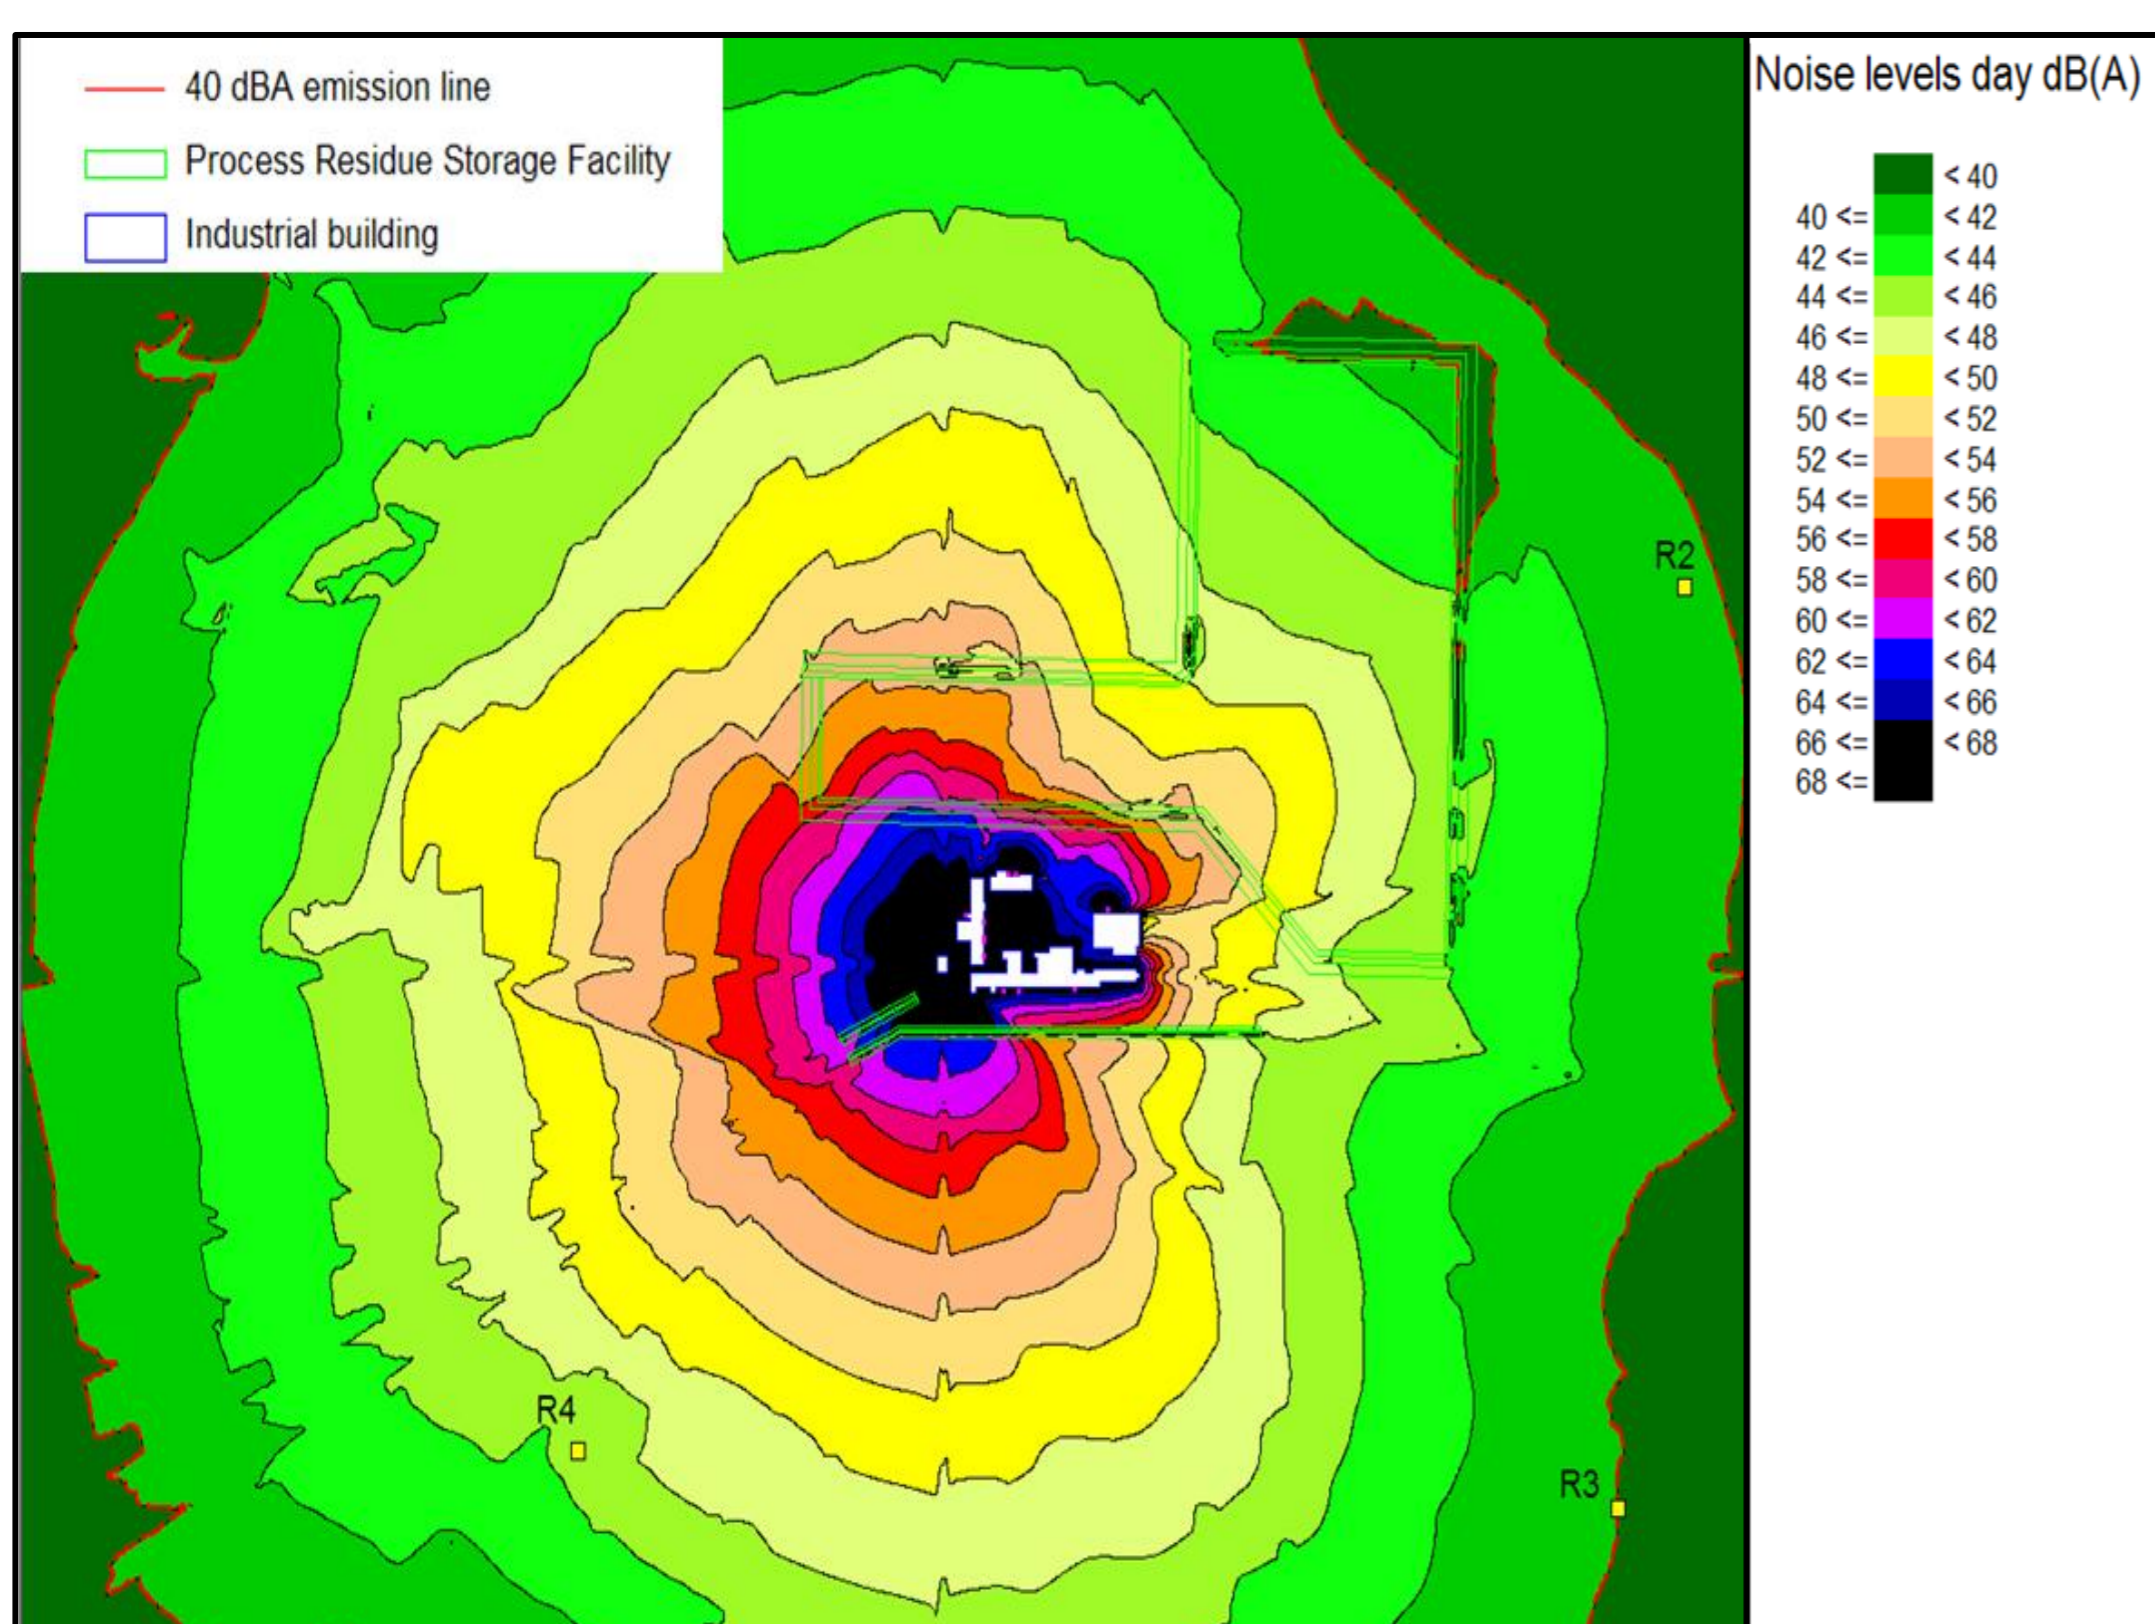 40 dBA emission line
Process Residue Storage Facility
Industrial building
Noise levels day dB(A)
< 40
40 <= < 42
42 <= < 44
44 <= < 46
46 <= < 48
48 <= < 50
50 <= < 52
52 <= < 54
54 <= < 56
56 <= < 58
58 <= < 60
60 <= < 62
62 <= < 64
64 <= < 66
66 <= < 68
68 <=
R2
R4
R3